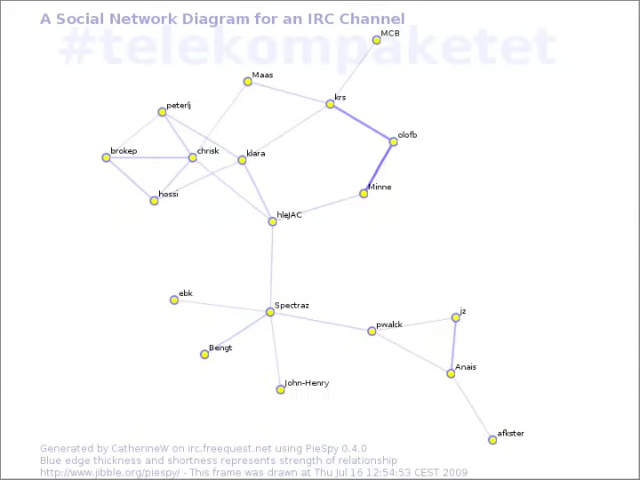 A Social Network Diagram for an IRC Channel
#telekompaketet
MCB
Maas
krs
peterlj
olofb
brokep
chrisk
klara
Minne
hossi
hleJAC
ebk
Spectraz
jz
pwalck
Bengt
Anais
John-Henry
afkster
Generated by CatherineW on irc.freequest.net using PieSpy 0.4.0
Blue edge thickness and shortness represents strength of relationship
http://www.jibble.org/piespy/ - This frame was drawn at Thu Jul 16 12:54:53 CEST 2009